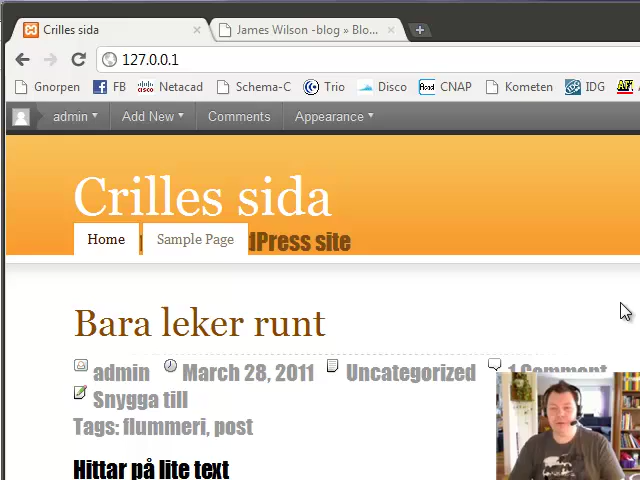 Crilles sida
James Wilson -blog » Blo...
127.0.0.1
Gnorpen FB Netacad Schema-C Trio Disco CNAP Kometen IDG
admin Add New Comments Appearance
Crilles sida
Home Sample Page dPress site
Bara leker runt
admin March 28, 2011 Uncategorized 1 Comment
Snygga till
Tags: flummeri, post
Hittar på lite text